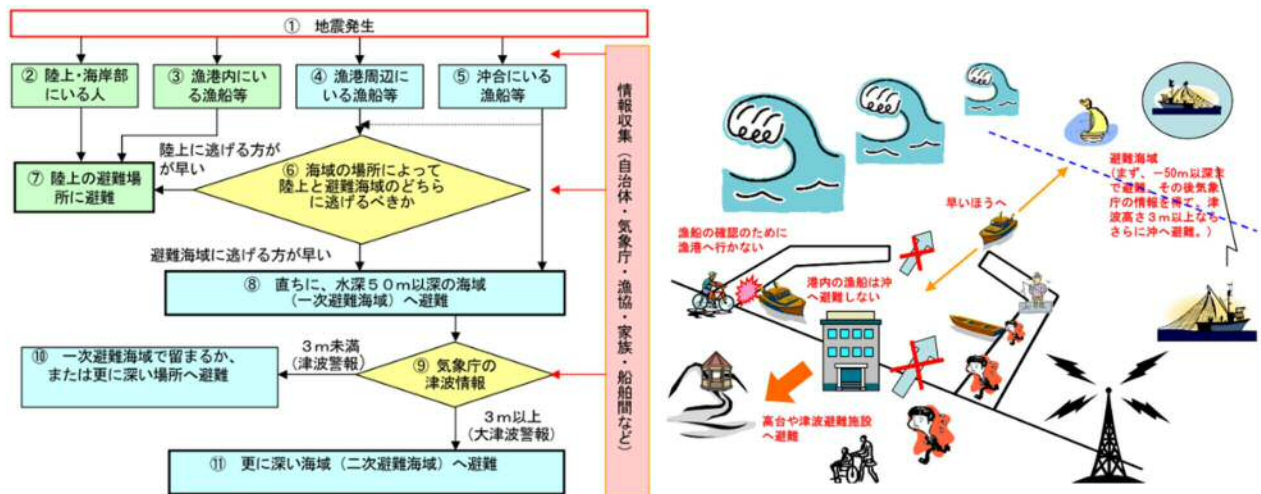 ① 地震発生
② 陸上・海岸部
にいる人
③ 漁港内にい
る漁船等
④ 漁港周辺に
いる漁船等
⑤ 沖合にいる
漁船等
陸上に逃げる方が
が早い
⑥ 海域の場所によって
陸上と避難海域のどちら
に逃げるべきか
⑦ 陸上の避難場
所に避難
避難海域に逃げる方が早い
⑧ 直ちに、水深50m以深の海域
(一次避難海域)へ避難
3m未満
(津波警報)
⑨ 気象庁の
津波情報
⑩ 一次避難海域で留まるか、
または更に深い場所へ避難
3m以上
(大津波警報)
⑪ 更に深い海域(二次避難海域)へ避難
情報収集(自治体・気象庁・漁協・家族・船舶間など)
避難海域
(まず、-50m以深ま
で避難、その後気象
庁の情報を得て、津
波高さ3m以上なら
さらに沖へ避難。)
早いほうへ
漁船の確認のために
漁港へ行かない
港内の漁船は沖
へ避難しない
高台や津波避難施設
へ避難